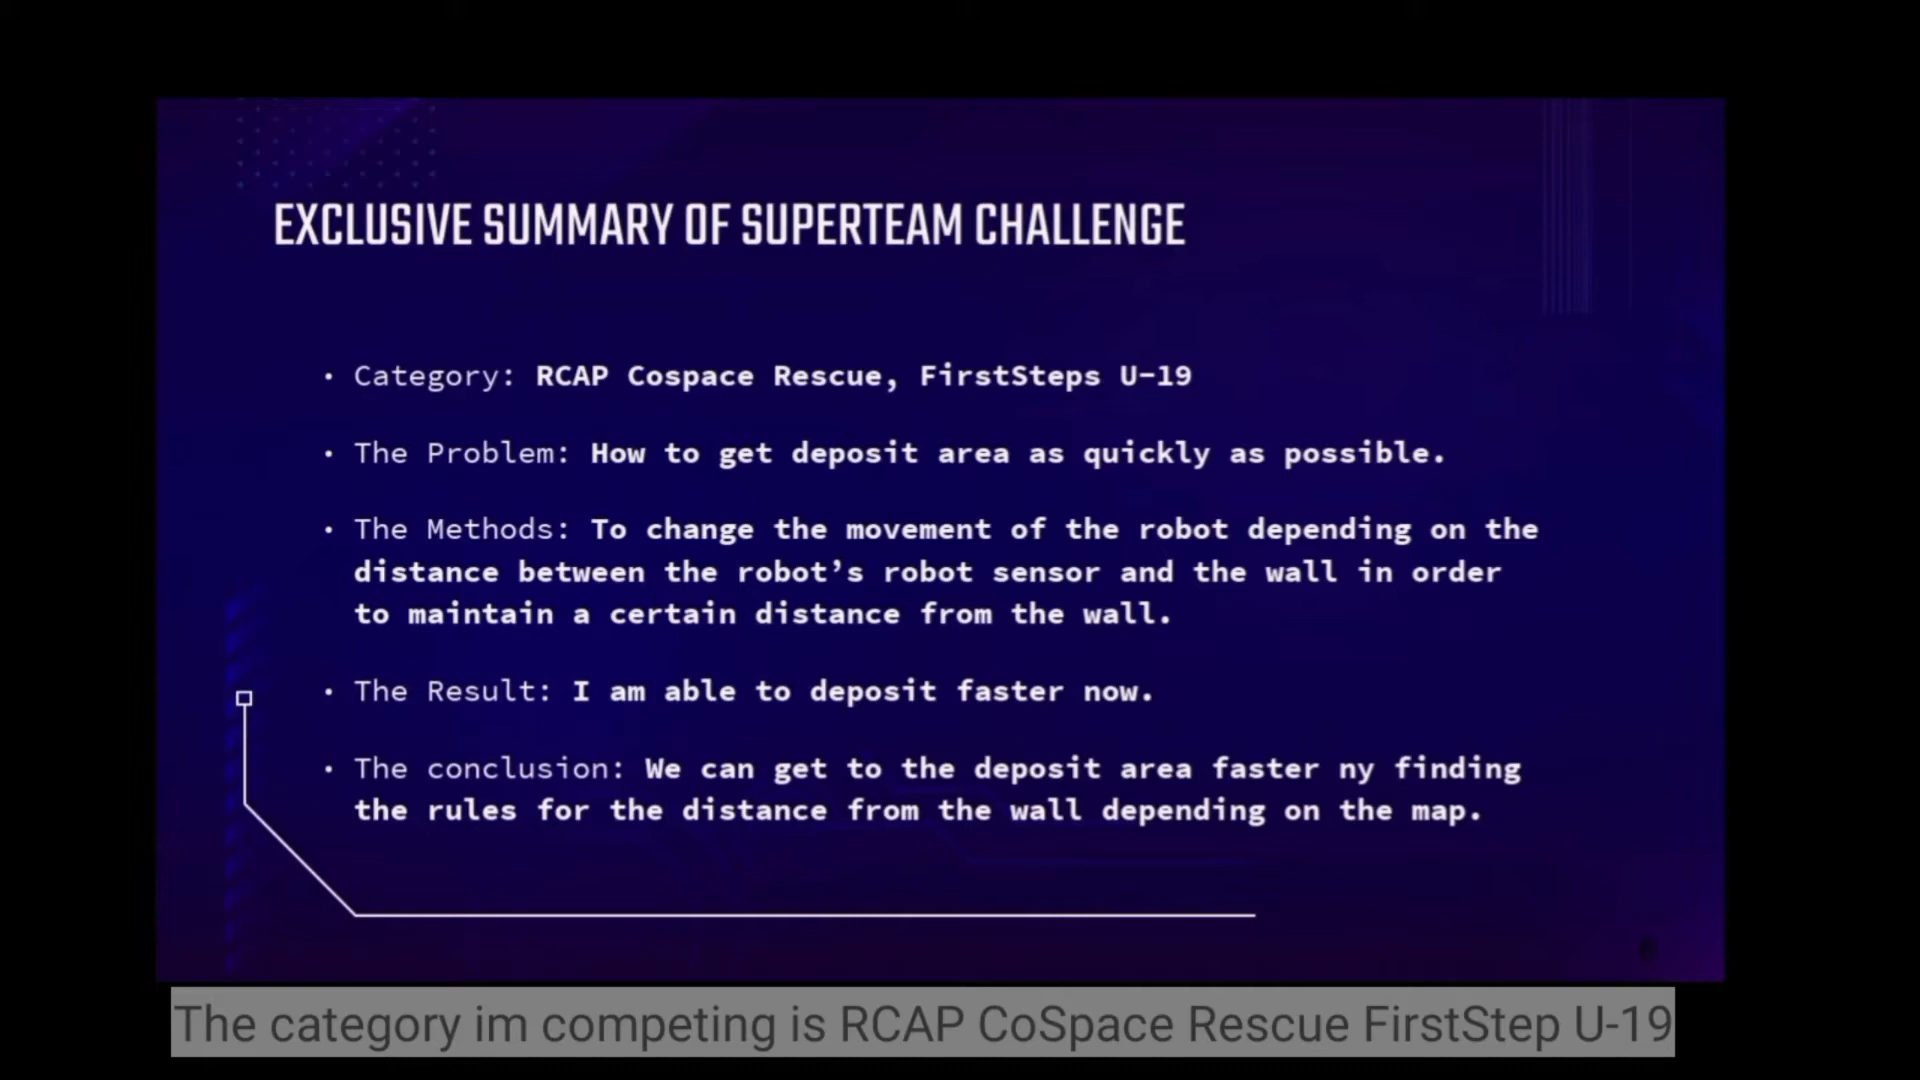 EXCLUSIVE SUMMARY OF SUPERTEAM CHALLENGE
• Category: RCAP Cospace Rescue, FirstSteps U-19
• The Problem: How to get deposit area as quickly as possible.
• The Methods: To change the movement of the robot depending on the
distance between the robot’s robot sensor and the wall in order
to maintain a certain distance from the wall.
• The Result: I am able to deposit faster now.
• The conclusion: We can get to the deposit area faster ny finding
the rules for the distance from the wall depending on the map.
The category im competing is RCAP CoSpace Rescue FirstStep U-19